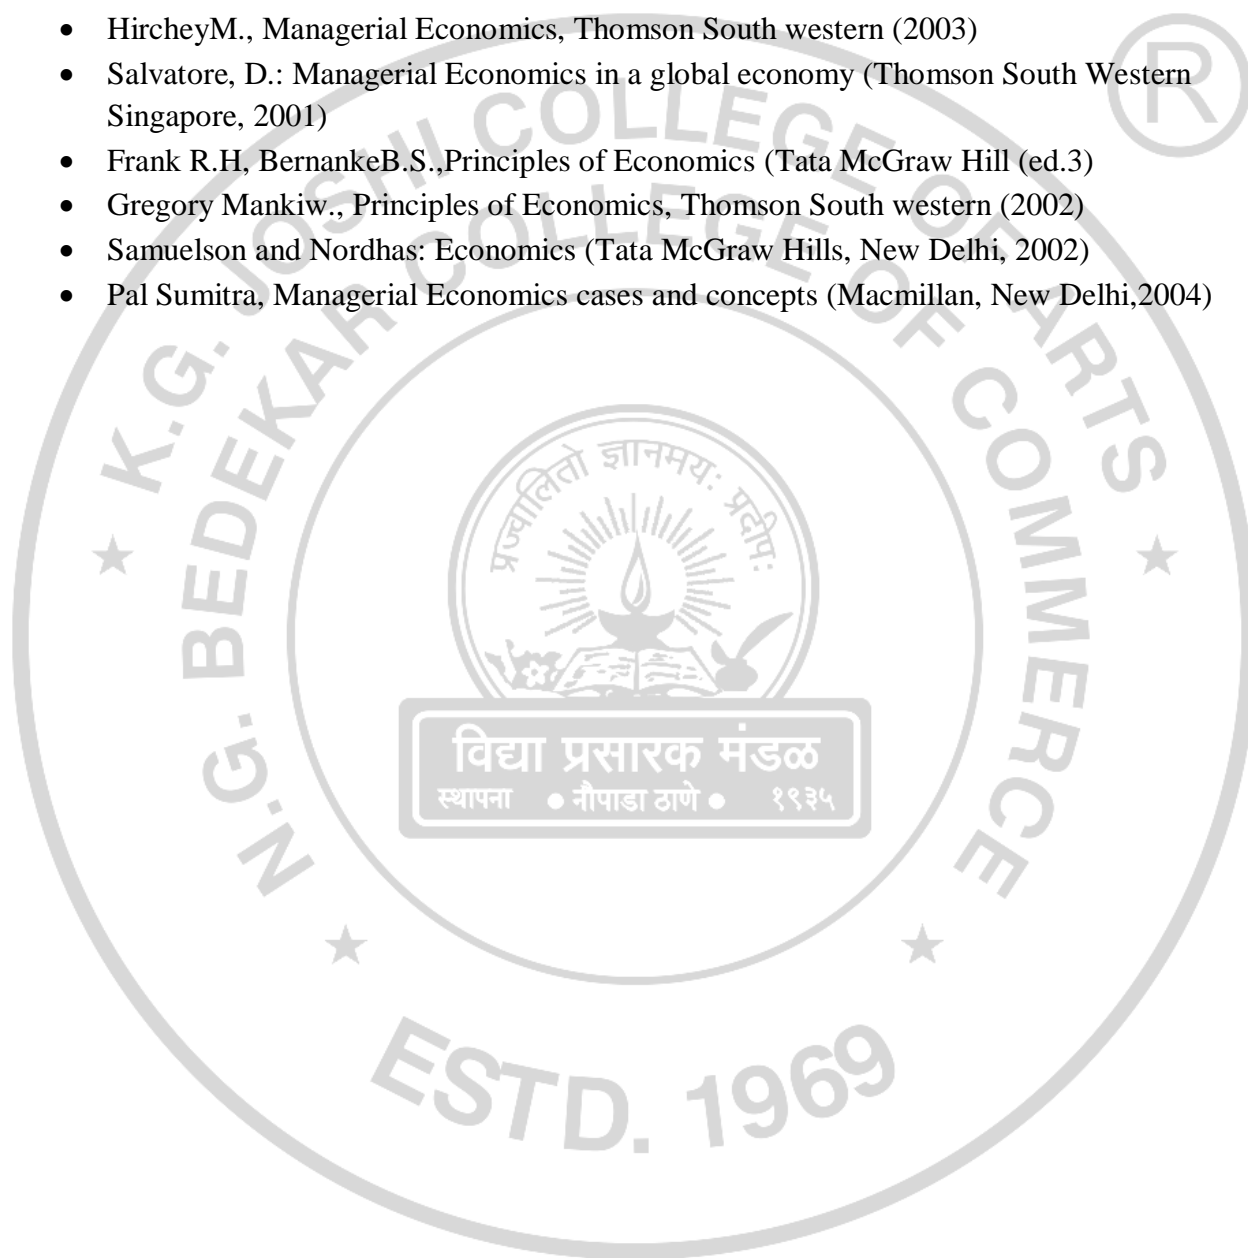 • HircheyM., Managerial Economics, Thomson South western (2003)
• Salvatore, D.: Managerial Economics in a global economy (Thomson South Western
Singapore, 2001)
• Frank R.H, BernankeB.S.,Principles of Economics (Tata McGraw Hill (ed.3)
• Gregory Mankiw., Principles of Economics, Thomson South western (2002)
• Samuelson and Nordhas: Economics (Tata McGraw Hills, New Delhi, 2002)
• Pal Sumitra, Managerial Economics cases and concepts (Macmillan, New Delhi,2004)
®
★ K.G. JOSHI COLLEGE OF ARTS ★
★ N.G. BEDEKAR COLLEGE OF COMMERCE ★
प्रज्वालितो ज्ञानमयः प्रदीपः
विद्या प्रसारक मंडळ
स्थापना ● नौपाडा ठाणे ● १९३५
ESTD. 1969